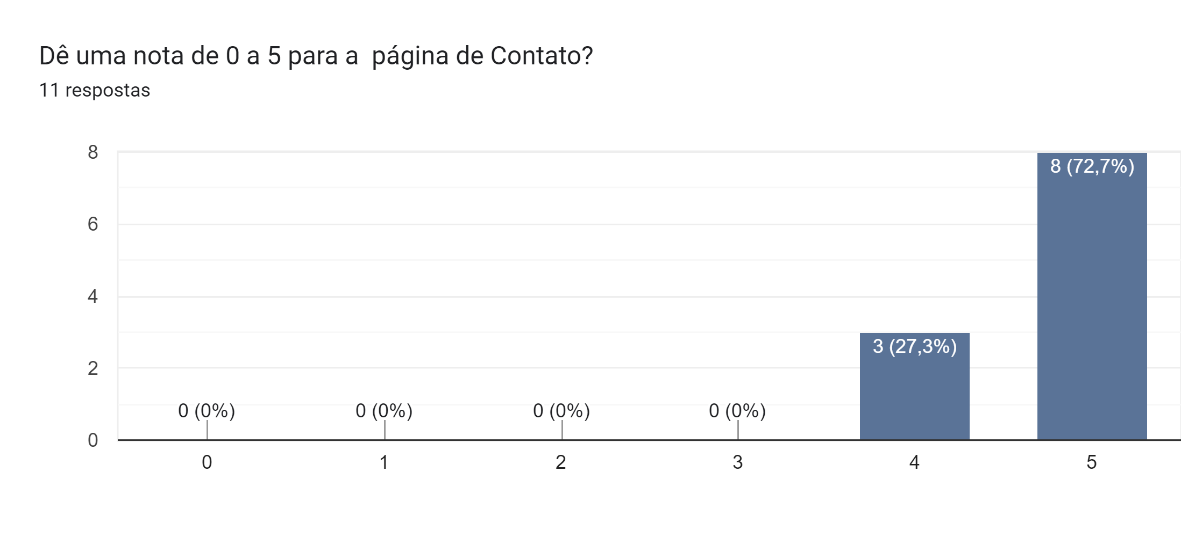 Dê uma nota de 0 a 5 para a  página de Contato?
11 respostas
8
8 (72,7%)
6
4
3 (27,3%)
2
0 (0%) 0 (0%) 0 (0%) 0 (0%)
0
0 1 2 3 4 5